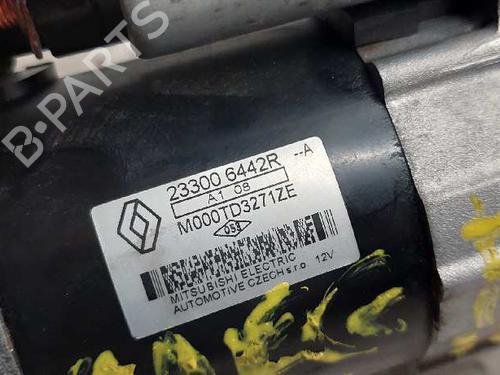 B-PARTS
23300 6442R --A
A1 08
M000TD3271ZE
MITSUBISHI ELECTRIC
AUTOMOTIVE CZECH s.r.o 12V